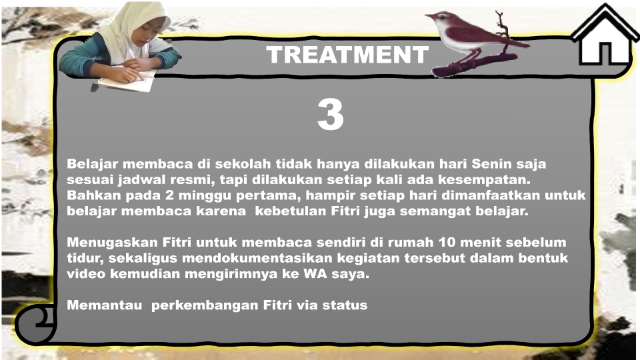 TREATMENT
3
Belajar membaca di sekolah tidak hanya dilakukan hari Senin saja
sesuai jadwal resmi, tapi dilakukan setiap kali ada kesempatan.
Bahkan pada 2 minggu pertama, hampir setiap hari dimanfaatkan untuk
belajar membaca karena kebetulan Fitri juga semangat belajar.
Menugaskan Fitri untuk membaca sendiri di rumah 10 menit sebelum
tidur, sekaligus mendokumentasikan kegiatan tersebut dalam bentuk
video kemudian mengirimnya ke WA saya.
Memantau perkembangan Fitri via status